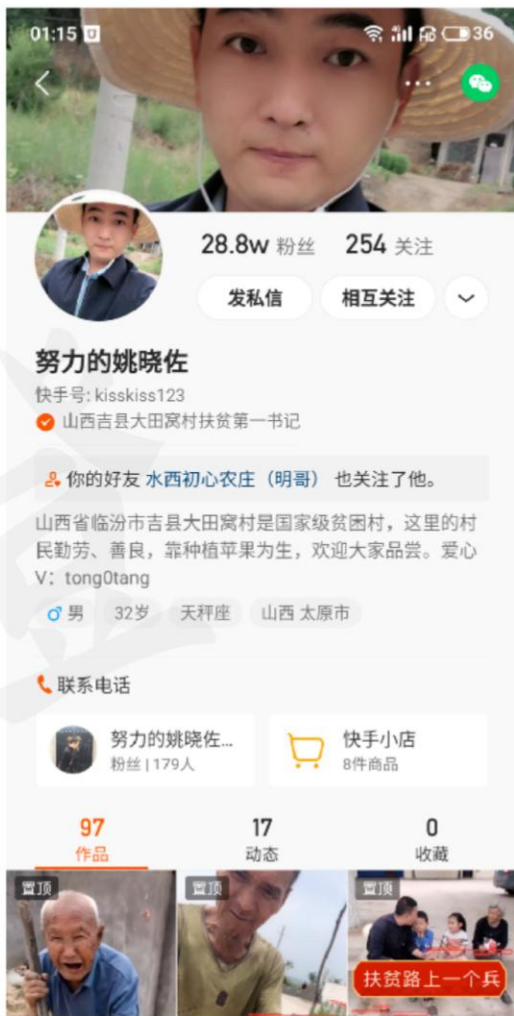 01:15
36
28.8w 粉丝 254 关注
发私信 相互关注
努力的姚晓佐
快手号: kisskiss123
山西吉县大田窝村扶贫第一书记
你的好友 水西初心农庄（明哥） 也关注了他。
山西省临汾市吉县大田窝村是国家级贫困村，这里的村
民勤劳、善良，靠种植苹果为生，欢迎大家品尝。爱心
V：tong0tang
男 32岁 天秤座 山西 太原市
联系电话
努力的姚晓佐...
粉丝 | 179人
快手小店
8件商品
97 17 0
作品 动态 收藏
置顶 置顶 置顶
扶贫路上一个兵